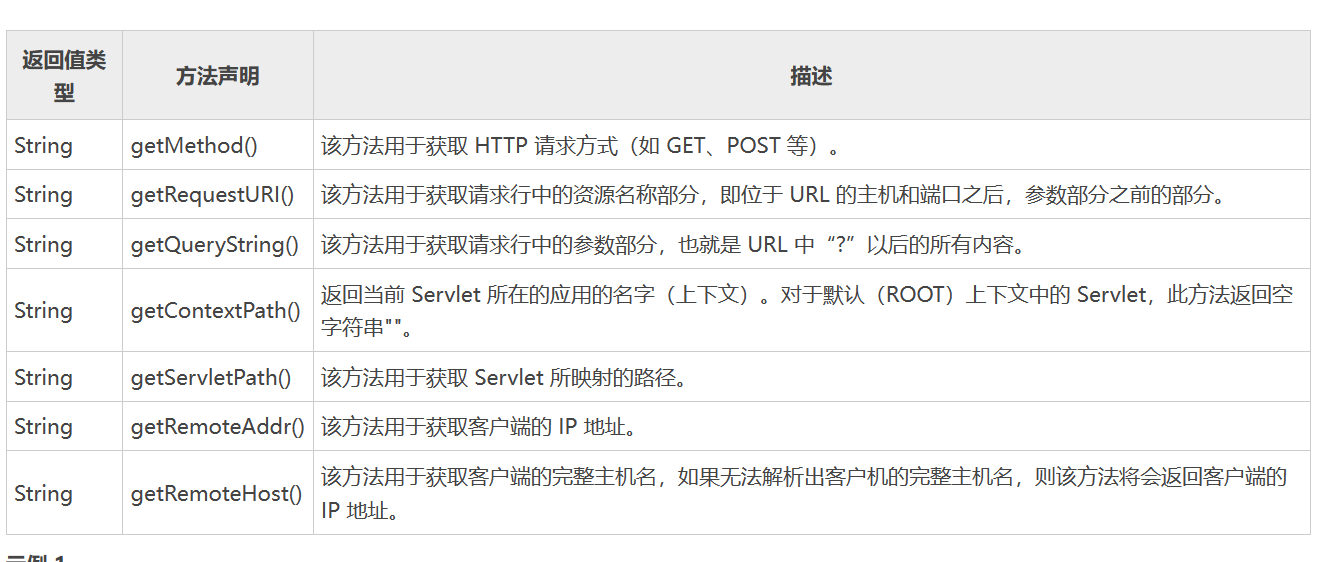 返回值类
型
方法声明
描述
String
getMethod()
该方法用于获取 HTTP 请求方式（如 GET、POST 等）。
String
getRequestURI()
该方法用于获取请求行中的资源名称部分，即位于 URL 的主机和端口之后，参数部分之前的部分。
String
getQueryString()
该方法用于获取请求行中的参数部分，也就是 URL 中“?”以后的所有内容。
String
getContextPath()
返回当前 Servlet 所在的应用的名字（上下文）。对于默认（ROOT）上下文中的 Servlet，此方法返回空
字符串""。
String
getServletPath()
该方法用于获取 Servlet 所映射的路径。
String
getRemoteAddr()
该方法用于获取客户端的 IP 地址。
String
getRemoteHost()
该方法用于获取客户端的完整主机名，如果无法解析出客户机的完整主机名，则该方法将会返回客户端的
IP 地址。
示例 1